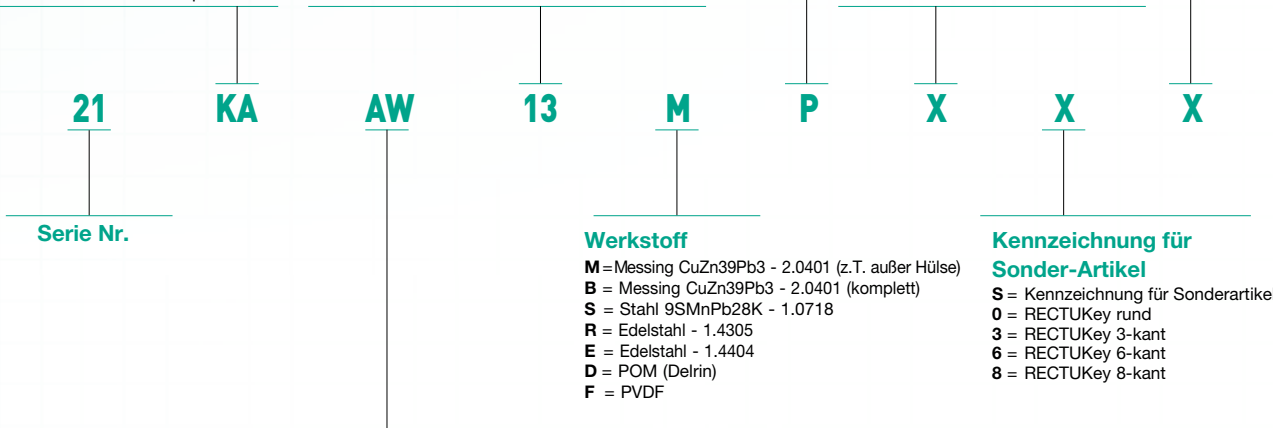 21 KA AW 13 M P X X X
Serie Nr.
Werkstoff
M =Messing CuZn39Pb3 - 2.0401 (z.T. außer Hülse)
B = Messing CuZn39Pb3 - 2.0401 (komplett)
S = Stahl 9SMnPb28K - 1.0718
R = Edelstahl - 1.4305
E = Edelstahl - 1.4404
D = POM (Delrin)
F = PVDF
Kennzeichnung für
Sonder-Artikel
S = Kennzeichnung für Sonderartike
0 = RECTUKey rund
3 = RECTUKey 3-kant
6 = RECTUKey 6-kant
8 = RECTUKey 8-kant